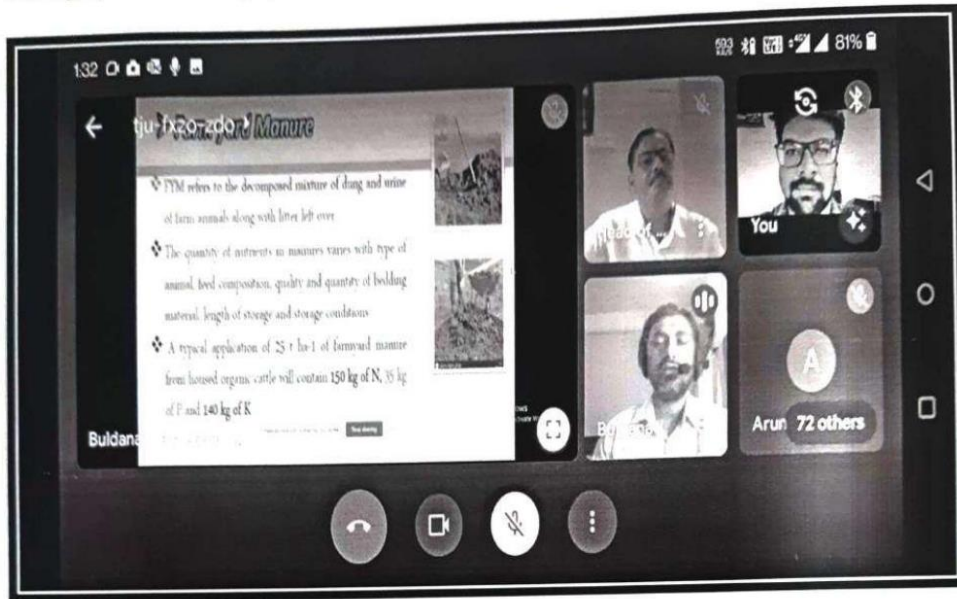 1:32
81%
tju-fxzo-zdo
Farm yard Manure
❖ FYM refers to the decomposed mixture of dung and urine
of farm animals along with litter left over
❖ The quantity of nutrients in manures varies with type of
animal, feed composition, quality and quantity of bedding
material, length of storage and storage conditions
❖ A typical application of 25 t ha-1 of farmyard manure
from housed organic cattle will contain 150 kg of N, 35 kg
of P and 140 kg of K
Buldana
Head of ...
You
A
Arun
72 others